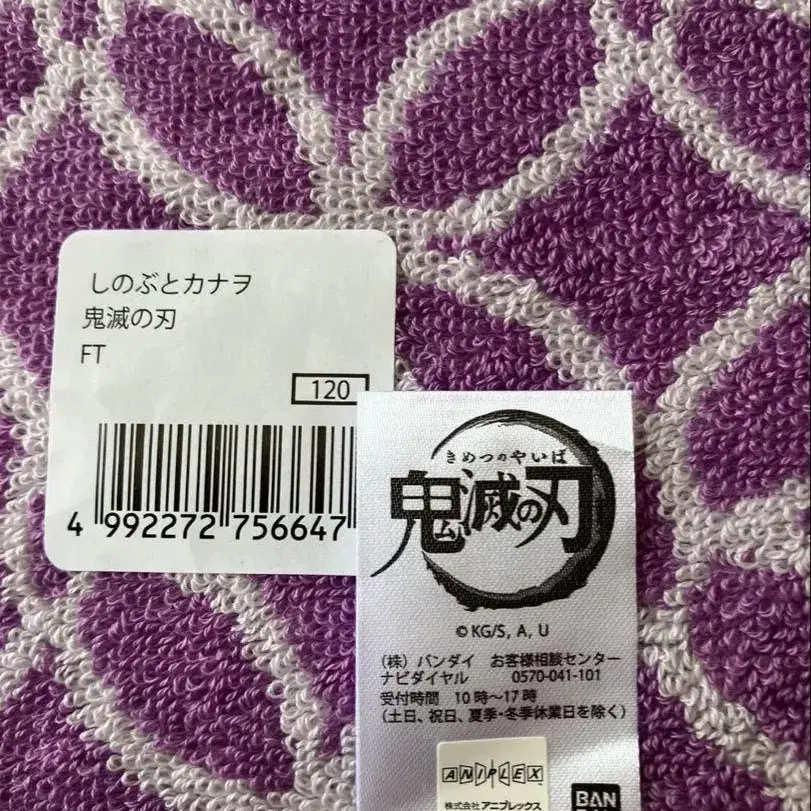 しのぶとカナヲ
鬼滅の刃
FT
120
4 992272 756647
きめつのやいば
鬼滅の刃
©KG/S, A, U
(株) バンダイ お客様相談センター
ナビダイヤル 0570-041-101
受付時間 10時～17時
(土日、祝日、夏季・冬季休業日を除く)
ANIPLEX
株式会社アニプレックス
BAN